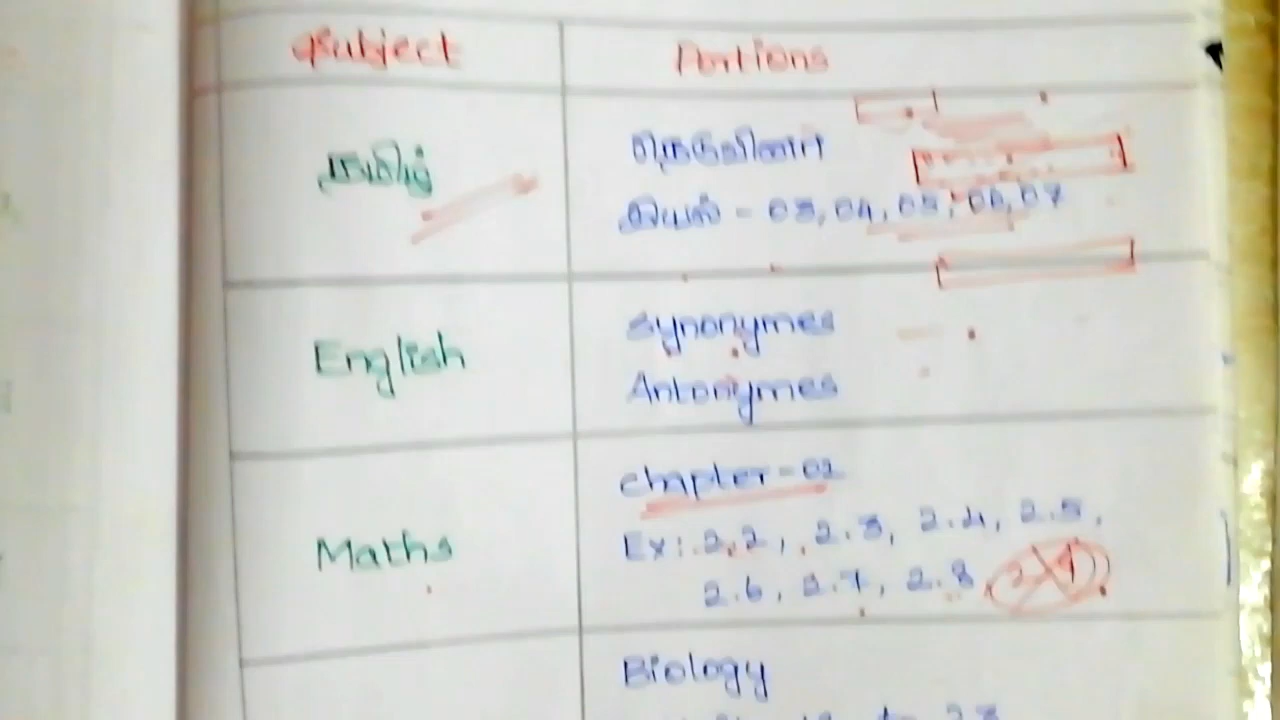 Subject Portions
தமிழ் நெடுவினா
இயல் - 03, 04, 05, 06, 07
English Synonymes
Antonymes
Chapter - 02
Maths Ex: 2.2, 2.3, 2.4, 2.5,
2.6, 2.7, 2.8,
Biology